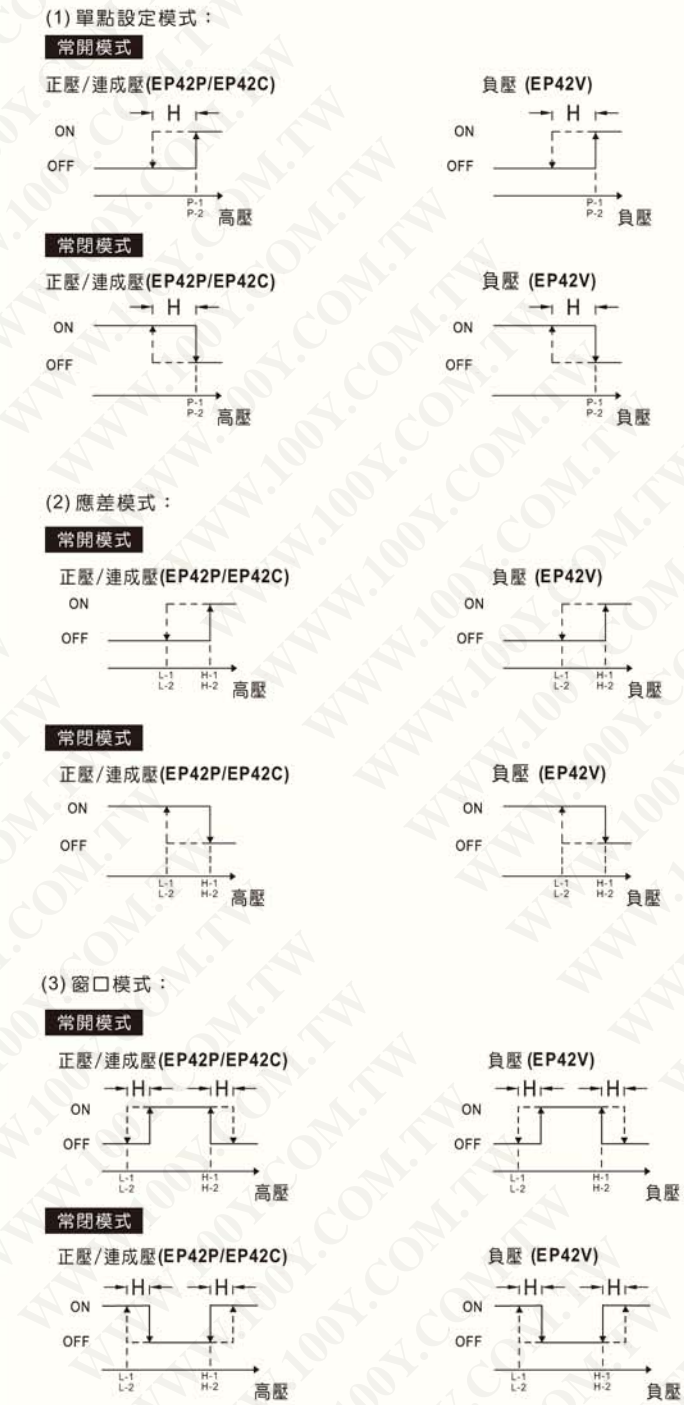 (1) 單點設定模式：
常開模式
正壓/連成壓(EP42P/EP42C)
H
ON
OFF
P-1
P-2
高壓
負壓 (EP42V)
H
ON
OFF
P-1
P-2
負壓
常閉模式
正壓/連成壓(EP42P/EP42C)
H
ON
OFF
P-1
P-2
高壓
負壓 (EP42V)
H
ON
OFF
P-1
P-2
負壓
(2) 應差模式：
常開模式
正壓/連成壓(EP42P/EP42C)
ON
OFF
L-1 H-1
L-2 H-2
高壓
負壓 (EP42V)
ON
OFF
L-1 H-1
L-2 H-2
負壓
常閉模式
正壓/連成壓(EP42P/EP42C)
ON
OFF
L-1 H-1
L-2 H-2
高壓
負壓 (EP42V)
ON
OFF
L-1 H-1
L-2 H-2
負壓
(3) 窗口模式：
常開模式
正壓/連成壓(EP42P/EP42C)
H H
ON
OFF
L-1 H-1
L-2 H-2
高壓
負壓 (EP42V)
H H
ON
OFF
L-1 H-1
L-2 H-2
負壓
常閉模式
正壓/連成壓(EP42P/EP42C)
H H
ON
OFF
L-1 H-1
L-2 H-2
高壓
負壓 (EP42V)
H H
ON
OFF
L-1 H-1
L-2 H-2
負壓
WWW.100Y.COM.TW